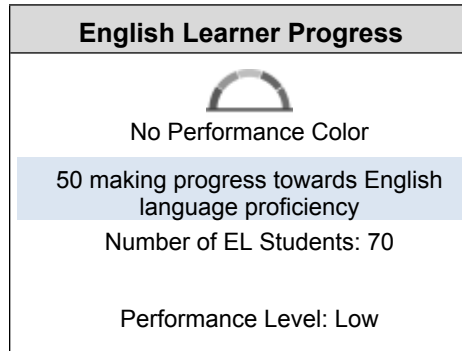 English Learner Progress
No Performance Color
50 making progress towards English
language proficiency
Number of EL Students: 70
Performance Level: Low